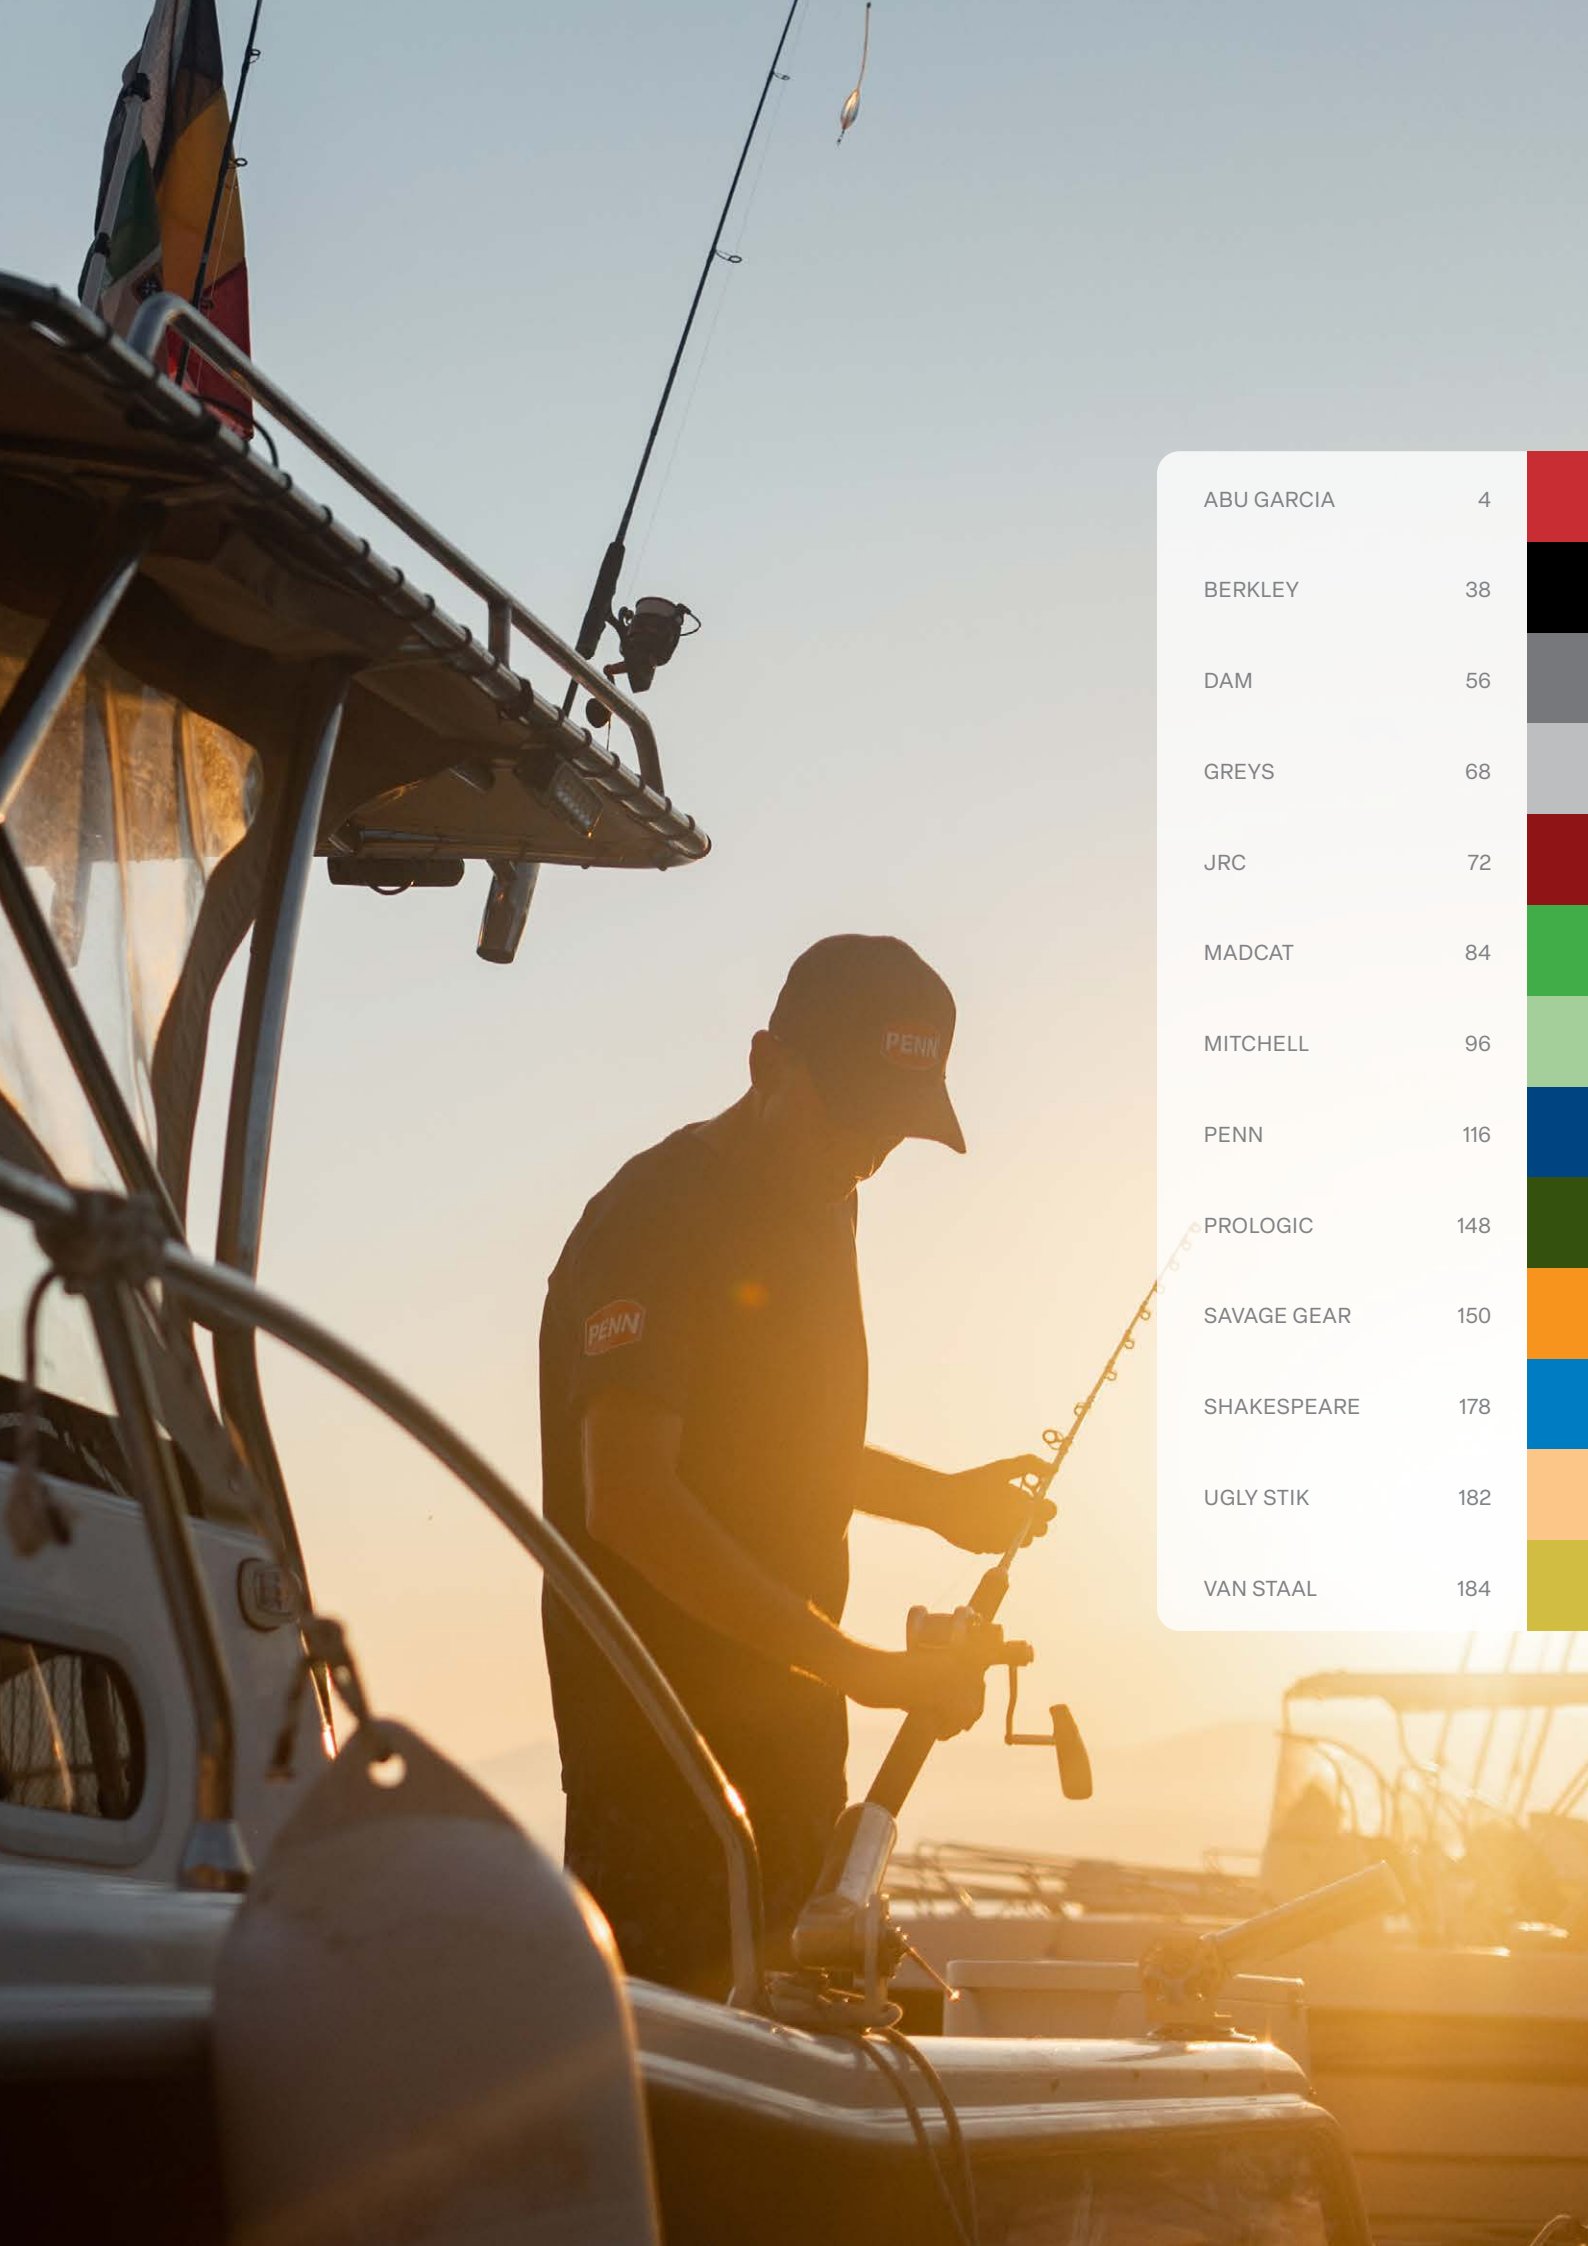 PENN
PENN
ABU GARCIA 4
BERKLEY 38
DAM 56
GREYS 68
JRC 72
MADCAT 84
MITCHELL 96
PENN 116
PROLOGIC 148
SAVAGE GEAR 150
SHAKESPEARE 178
UGLY STIK 182
VAN STAAL 184